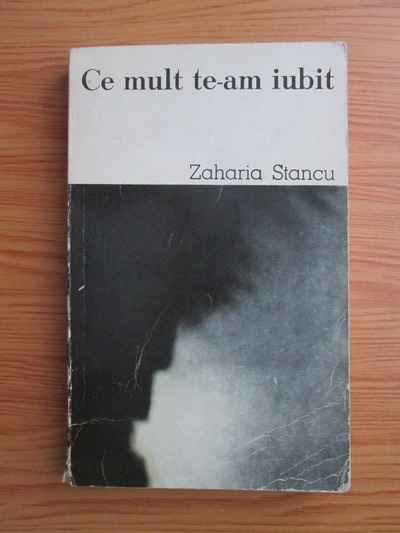 Ce mult te-am iubit
Zaharia Stancu